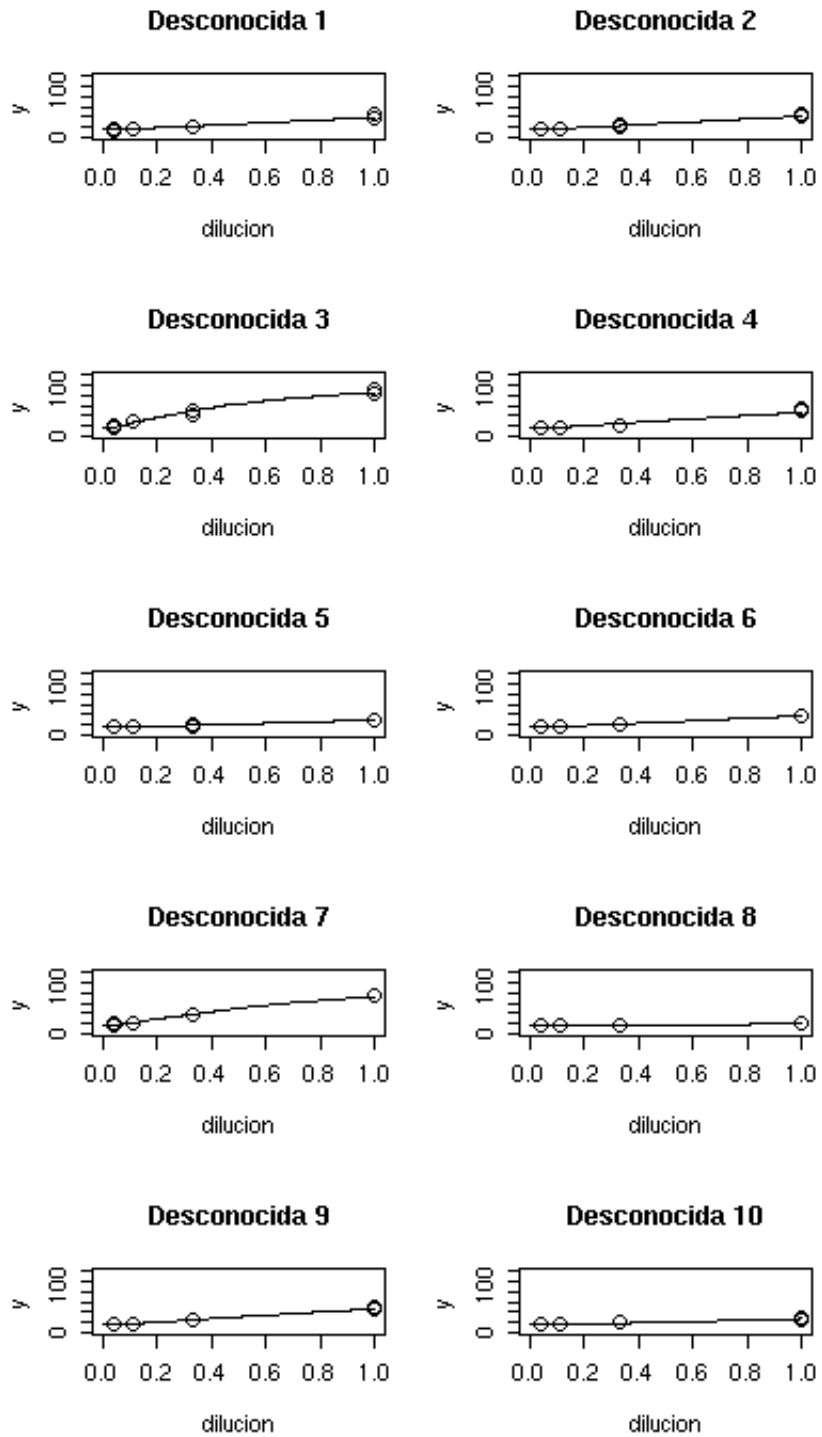 Desconocida 1
y
100
0
0.0 0.2 0.4 0.6 0.8 1.0
dilucion
Desconocida 2
y
100
0
0.0 0.2 0.4 0.6 0.8 1.0
dilucion
Desconocida 3
y
100
0
0.0 0.2 0.4 0.6 0.8 1.0
dilucion
Desconocida 4
y
100
0
0.0 0.2 0.4 0.6 0.8 1.0
dilucion
Desconocida 5
y
100
0
0.0 0.2 0.4 0.6 0.8 1.0
dilucion
Desconocida 6
y
100
0
0.0 0.2 0.4 0.6 0.8 1.0
dilucion
Desconocida 7
y
100
0
0.0 0.2 0.4 0.6 0.8 1.0
dilucion
Desconocida 8
y
100
0
0.0 0.2 0.4 0.6 0.8 1.0
dilucion
Desconocida 9
y
100
0
0.0 0.2 0.4 0.6 0.8 1.0
dilucion
Desconocida 10
y
100
0
0.0 0.2 0.4 0.6 0.8 1.0
dilucion